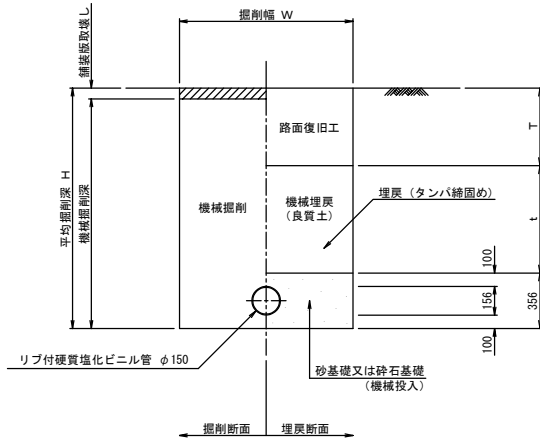 掘削幅 W
舗装版取壊し
平均掘削深 H
機械掘削深
路面復旧工
T
機械掘削
機械埋戻
(良質土)
埋戻(タンパ締固め)
t
100
156
356
100
リブ付硬質塩化ビニル管 φ150
砂基礎又は砕石基礎
(機械投入)
掘削断面
埋戻断面